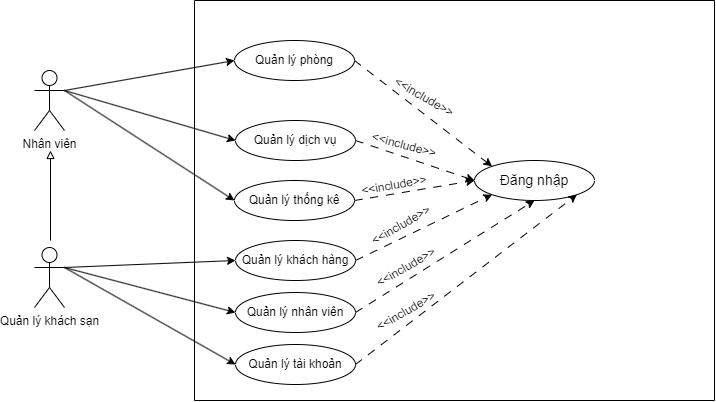 Quản lý phòng
<<include>>
Nhân viên
Quản lý dịch vụ
<<include>>
Đăng nhập
Quản lý thống kê
<<include>>
Quản lý khách hàng
<<include>>
Quản lý khách sạn
Quản lý nhân viên
<<include>>
Quản lý tài khoản
<<include>>